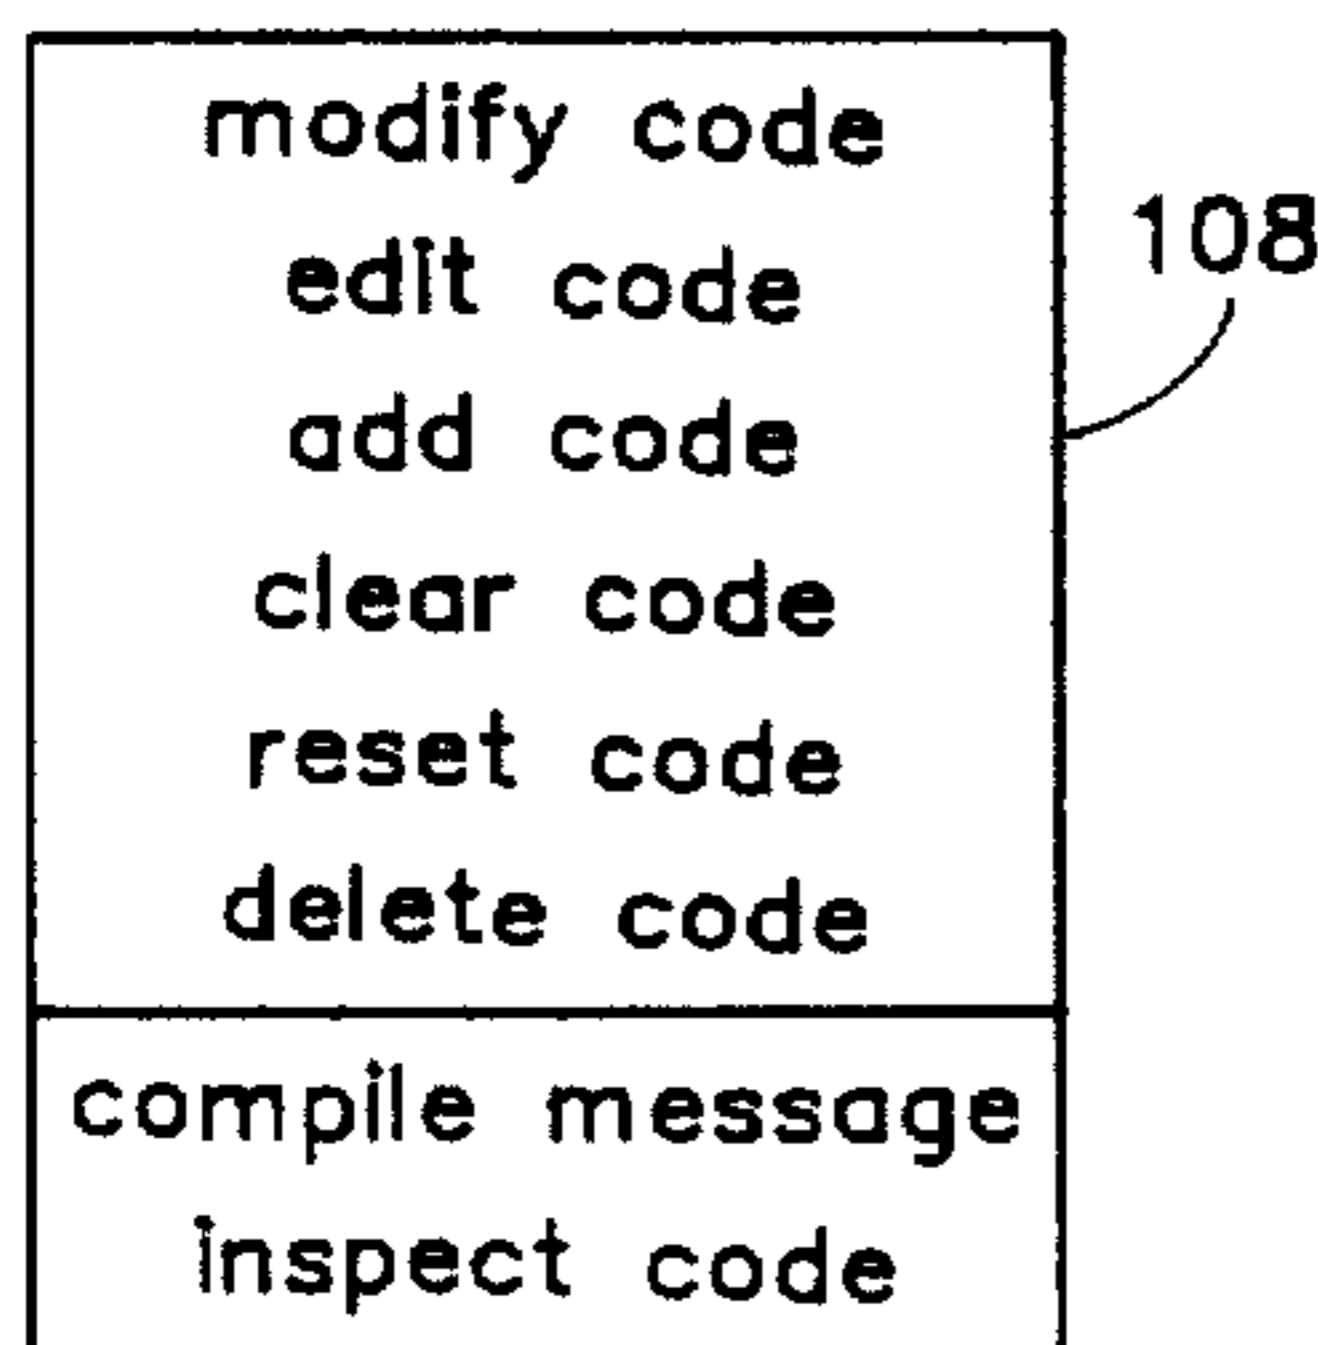 modify code
edit code
108
add code
clear code
reset code
delete code
compile message
inspect code